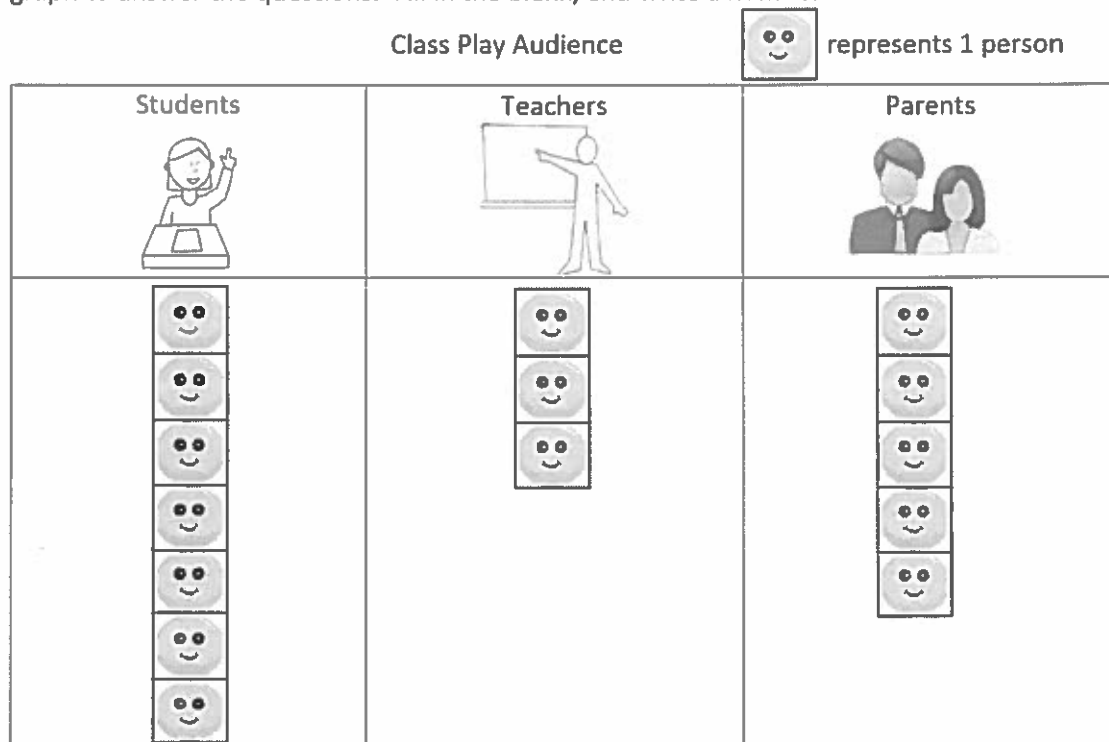 Class Play Audience
represents 1 person
Students
Teachers
Parents